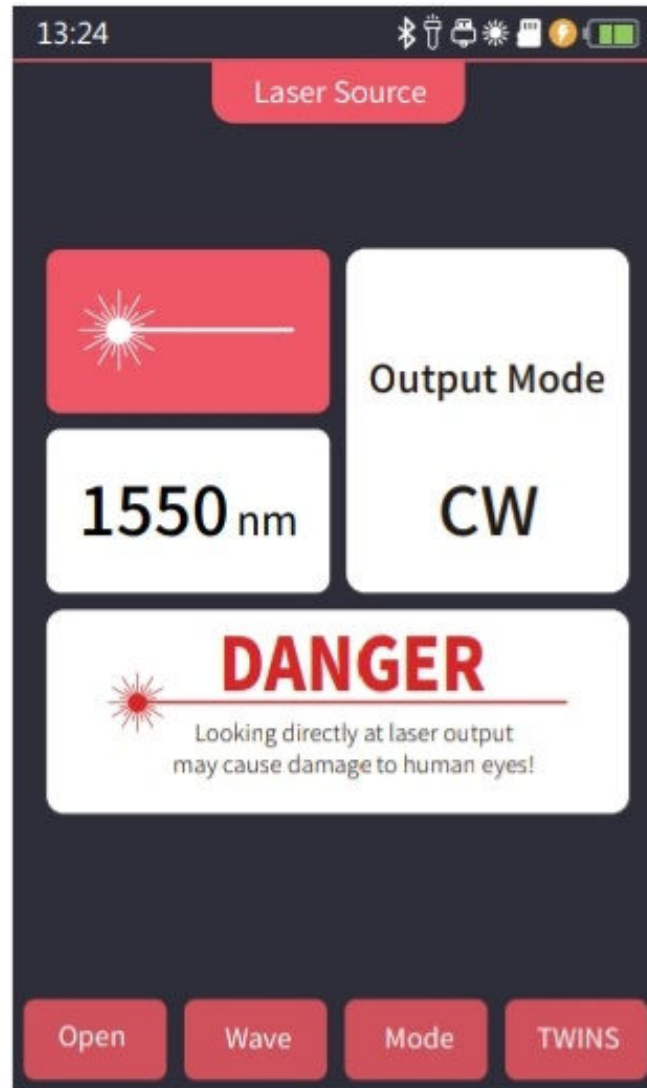 13:24
Laser Source
Output Mode
1550 nm
CW
DANGER
Looking directly at laser output
may cause damage to human eyes!
Open
Wave
Mode
TWINS